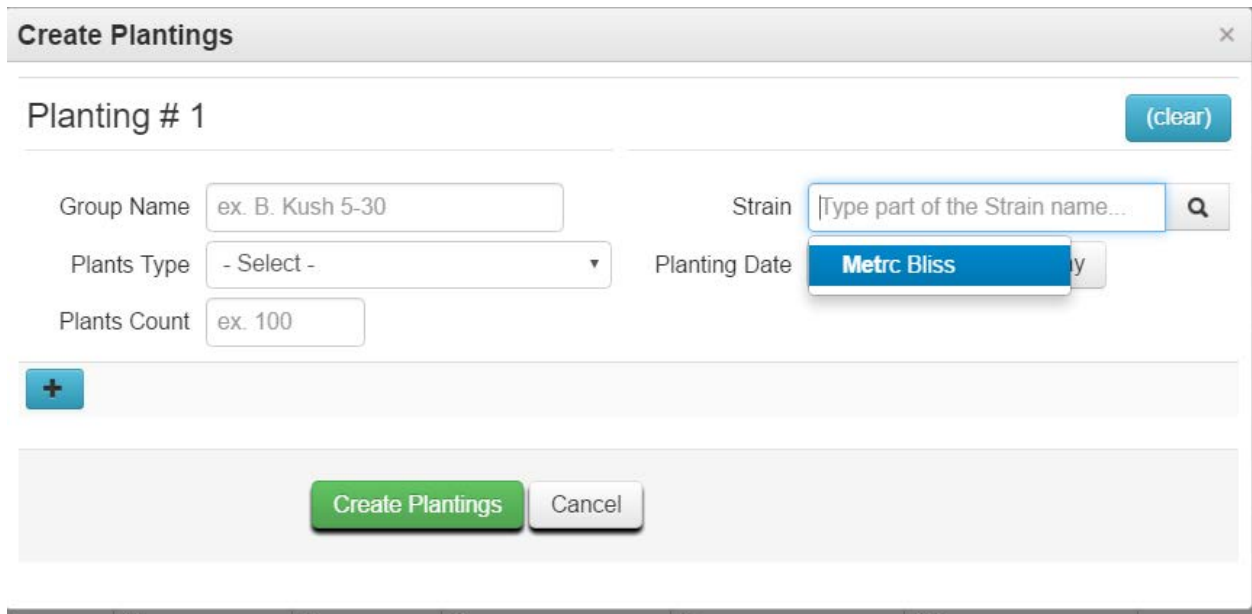 Create Plantings ×
Planting # 1 (clear)
Group Name ex. B. Kush 5-30 Strain Type part of the Strain name...
Plants Type - Select - Planting Date Metrc Bliss
Plants Count ex. 100
+
Create Plantings Cancel